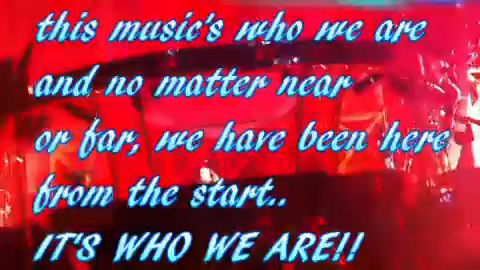 this music's who we are
and no matter near
or far, we have been here
from the start..
IT'S WHO WE ARE!!